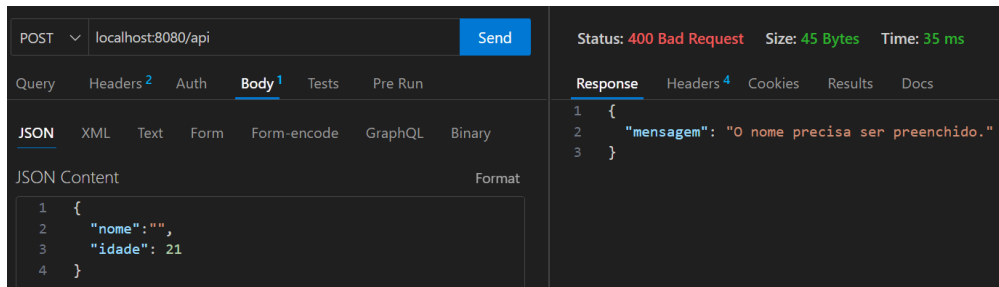 POST localhost:8080/api Send
Query Headers 2 Auth Body 1 Tests Pre Run
JSON XML Text Form Form-encode GraphQL Binary
JSON Content Format
1 {
2 "nome":"",
3 "idade": 21
4 }
Status: 400 Bad Request Size: 45 Bytes Time: 35 ms
Response Headers 4 Cookies Results Docs
1 {
2 "mensagem": "O nome precisa ser preenchido."
3 }